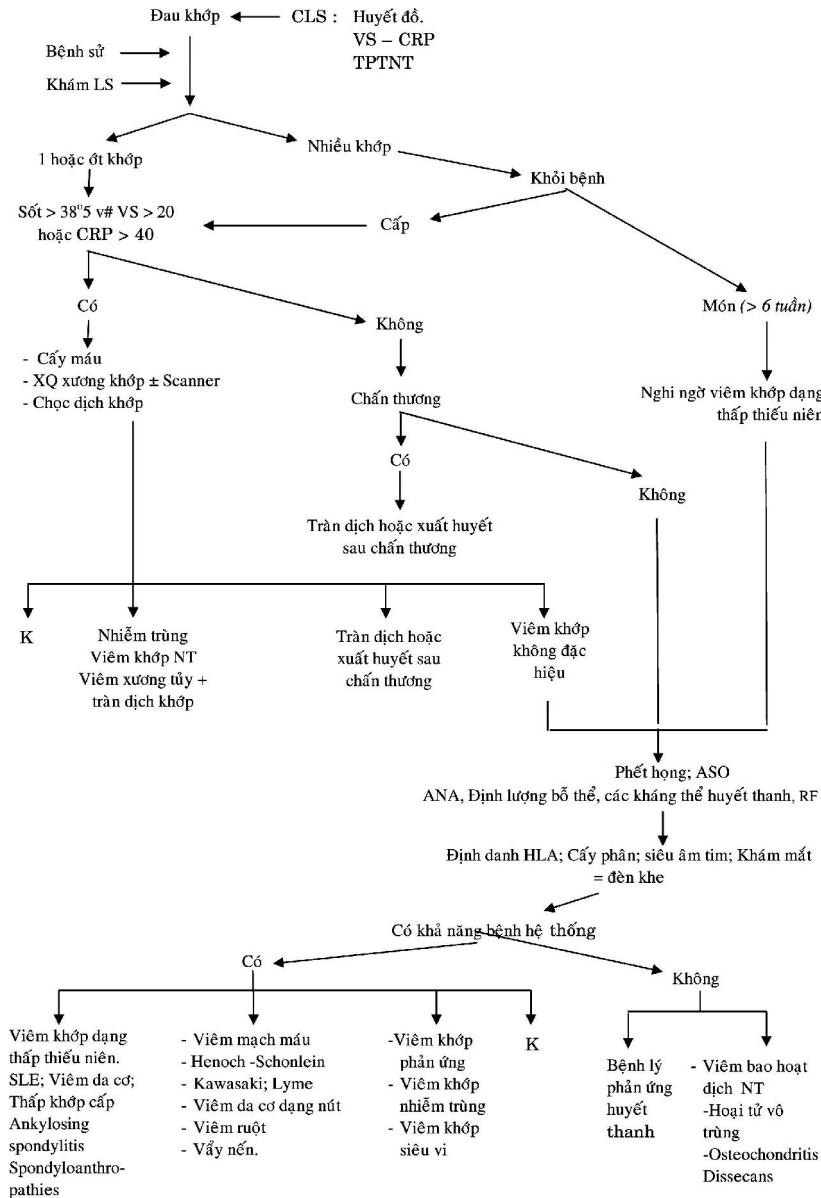 Đau khớp
CLS : Huyết đồ.
VS – CRP
TPTNT
Bệnh sử
Khám LS
1 hoặc ớt khớp
Nhiều khớp
Khỏi bệnh
Sốt > 38°5 v# VS > 20
hoặc CRP > 40
Cấp
Có
Không
Món (> 6 tuần)
- Cấy máu
- XQ xương khớp ± Scanner
- Chọc dịch khớp
Chấn thương
Nghi ngờ viêm khớp dạng
thấp thiếu niên
Có
Không
Tràn dịch hoặc xuất huyết
sau chấn thương
K
Nhiễm trùng
Viêm khớp NT
Viêm xương tủy +
tràn dịch khớp
Tràn dịch hoặc
xuất huyết sau
chấn thương
Viêm khớp
không đặc
hiệu
Phết họng; ASO
ANA, Định lượng bỗ thể, các kháng thể huyết thanh, RF
Định danh HLA; Cấy phân; siêu âm tim; Khám mắt
= đèn khe
Có khả năng bệnh hệ thống
Có
Không
Viêm khớp dạng
thấp thiếu niên.
SLE; Viêm da cơ;
Thấp khớp cấp
Ankylosing
spondylitis
Spondyloanthro-
pathies
- Viêm mạch máu
- Henoch -Schonlein
- Kawasaki; Lyme
- Viêm da cơ dạng nút
- Viêm ruột
- Vẩy nến.
-Viêm khớp
phản ứng
- Viêm khớp
nhiễm trùng
- Viêm khớp
siêu vi
K
Bệnh lý
phản ứng
huyết
thanh
- Viêm bao hoạt
dịch NT
-Hoại tử vô
trùng
-Osteochondritis
Dissecans